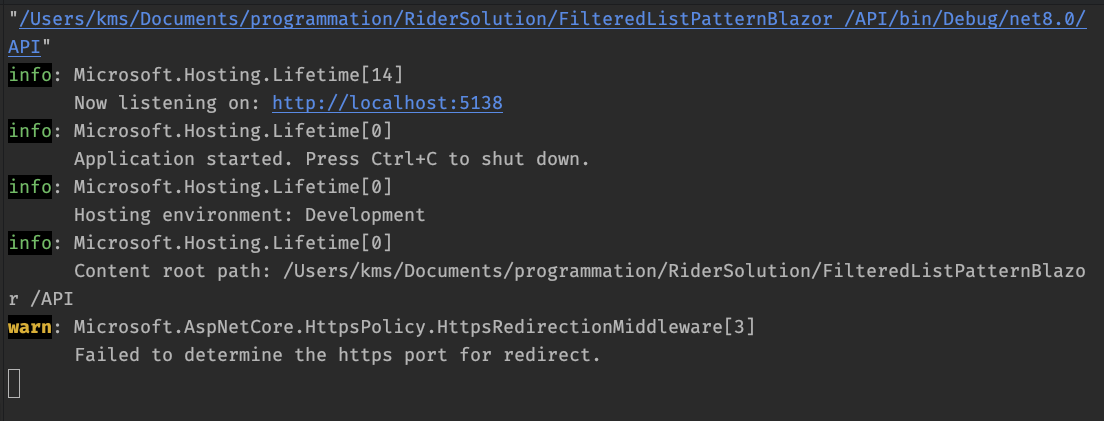 "/Users/kms/Documents/programmation/RiderSolution/FilteredListPatternBlazor /API/bin/Debug/net8.0/
API"
info: Microsoft.Hosting.Lifetime[14]
      Now listening on: http://localhost:5138
info: Microsoft.Hosting.Lifetime[0]
      Application started. Press Ctrl+C to shut down.
info: Microsoft.Hosting.Lifetime[0]
      Hosting environment: Development
info: Microsoft.Hosting.Lifetime[0]
      Content root path: /Users/kms/Documents/programmation/RiderSolution/FilteredListPatternBlazo
r /API
warn: Microsoft.AspNetCore.HttpsPolicy.HttpsRedirectionMiddleware[3]
      Failed to determine the https port for redirect.